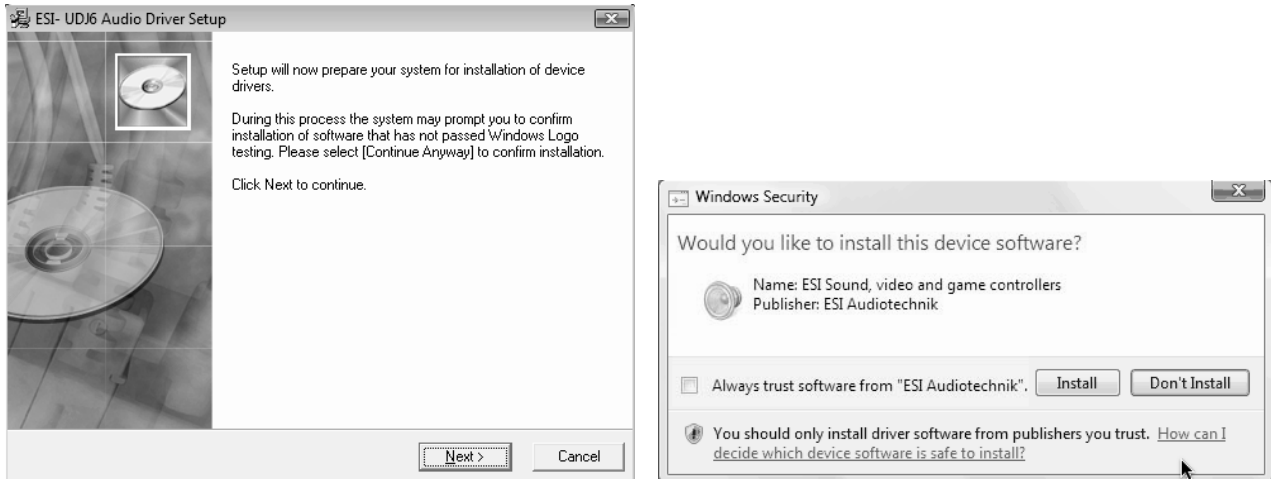 ESI- UDJ6 Audio Driver Setup
Setup will now prepare your system for installation of device
drivers.
During this process the system may prompt you to confirm
installation of software that has not passed Windows Logo
testing. Please select [Continue Anyway] to confirm installation.
Click Next to continue.
Next >
Cancel
Windows Security
Would you like to install this device software?
Name: ESI Sound, video and game controllers
Publisher: ESI Audiotechnik
Always trust software from "ESI Audiotechnik".
Install
Don't Install
You should only install driver software from publishers you trust. How can I
decide which device software is safe to install?